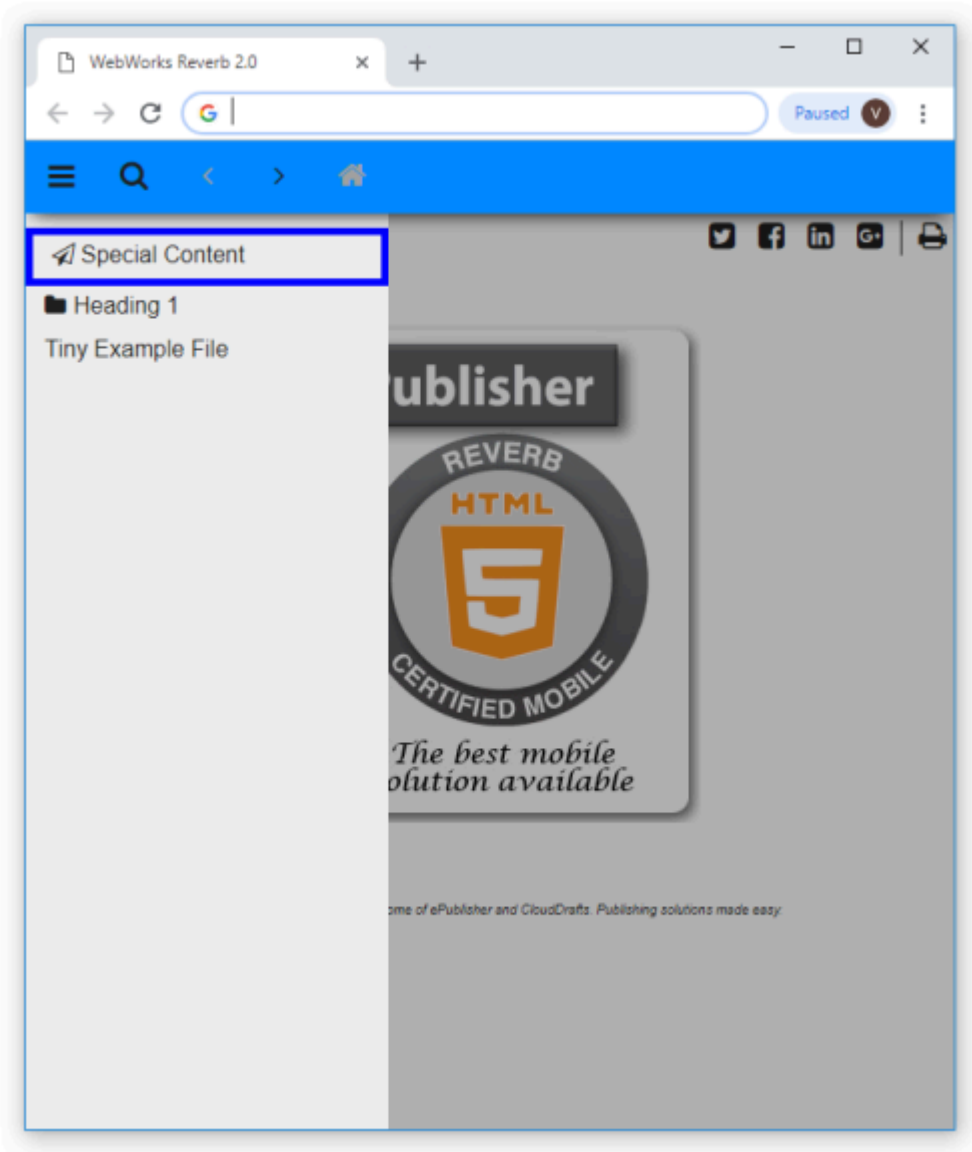 WebWorks Reverb 2.0
Paused V
Special Content
Heading 1
Tiny Example File
ublisher
REVERB
HTML
5
CERTIFIED MOBILE
The best mobile
olution available
ome of ePublisher and CloudDrafts. Publishing solutions made easy.